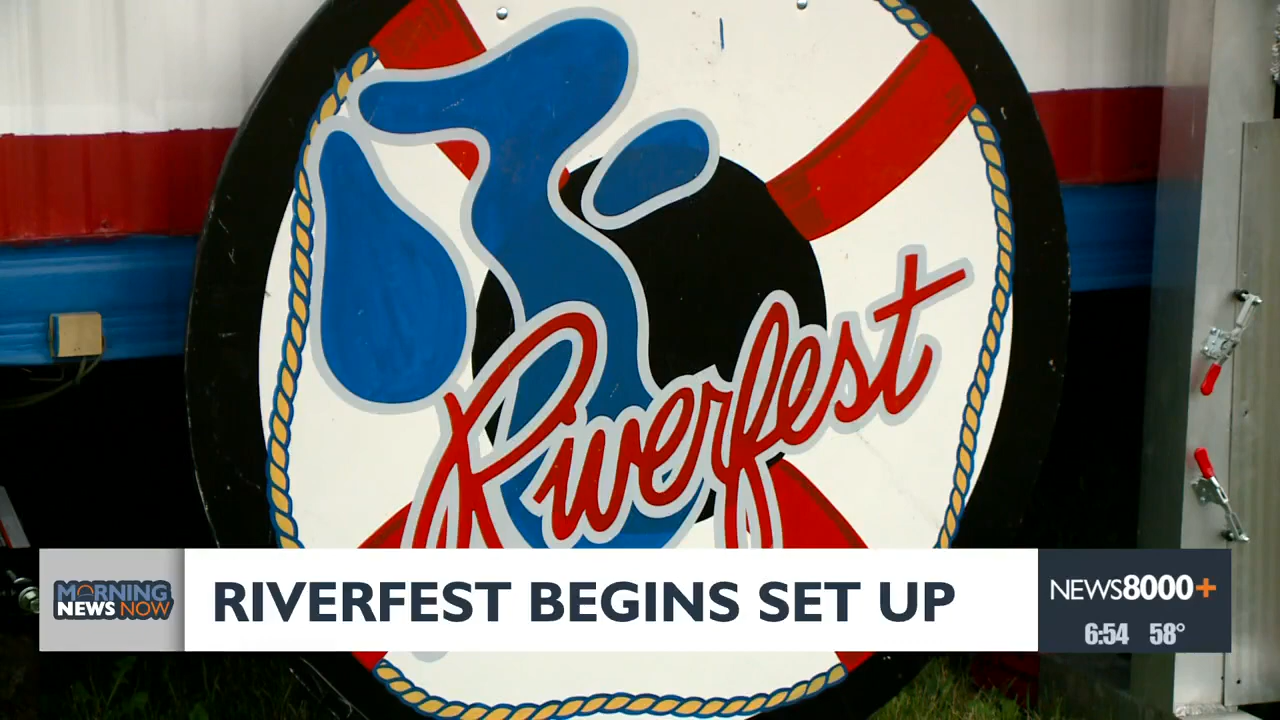 Riverfest
MORNING
NEWS NOW
RIVERFEST BEGINS SET UP
NEWS8000+
6:54 58°